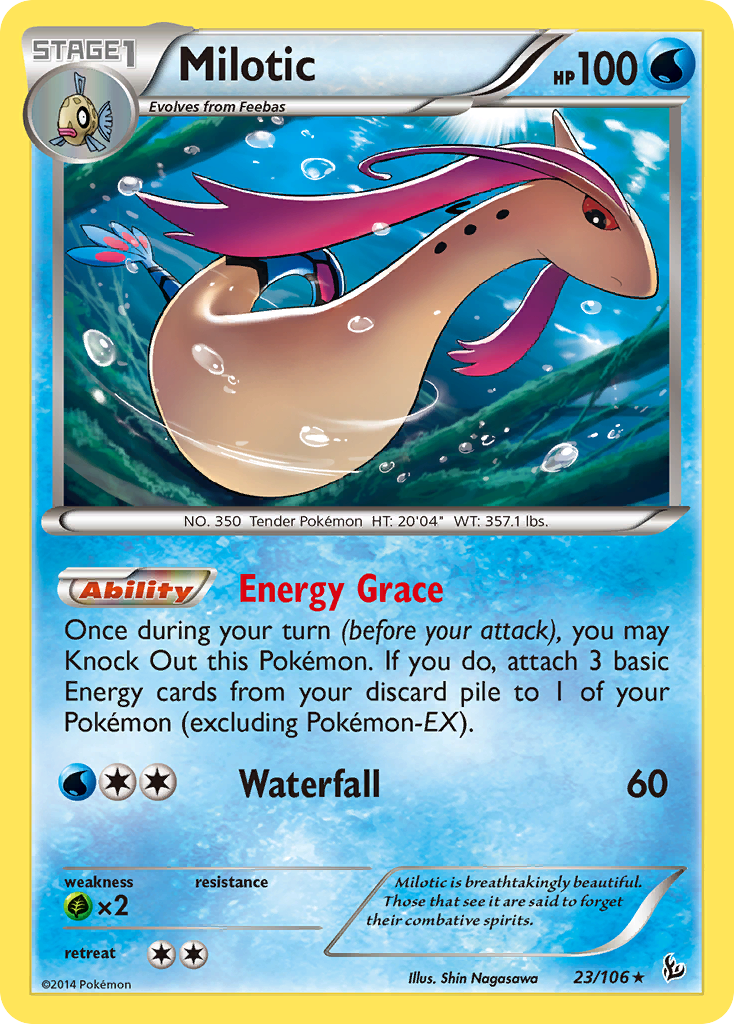 STAGE1
Milotic
HP 100
Evolves from Feebas
NO. 350 Tender Pokémon HT: 20'04" WT: 357.1 lbs.
Ability Energy Grace
Once during your turn (before your attack), you may
Knock Out this Pokémon. If you do, attach 3 basic
Energy cards from your discard pile to 1 of your
Pokémon (excluding Pokémon-EX).
Waterfall 60
weakness resistance
×2
retreat
Milotic is breathtakingly beautiful.
Those that see it are said to forget
their combative spirits.
©2014 Pokémon
Illus. Shin Nagasawa
23/106 ★